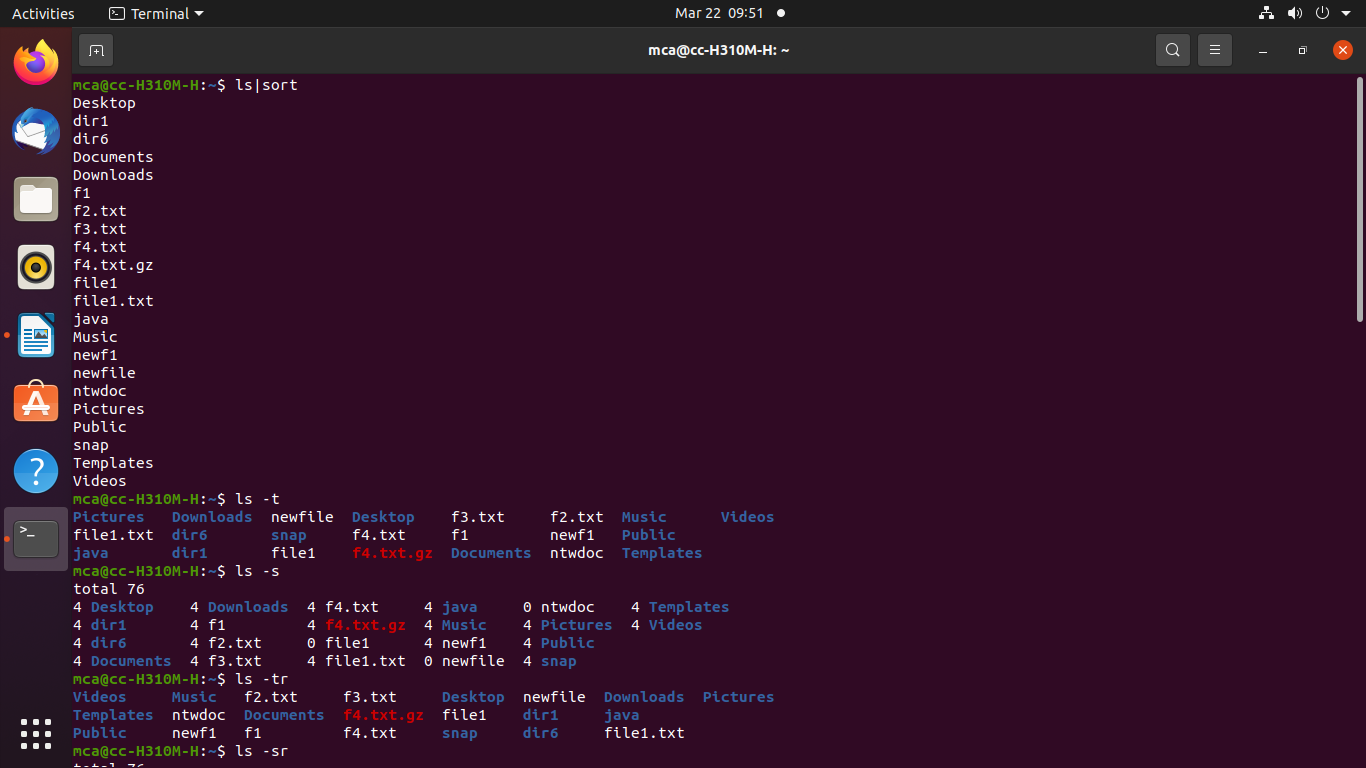 Activities Terminal Mar 22 09:51
mca@cc-H310M-H: ~
mca@cc-H310M-H:~$ ls|sort
Desktop
dir1
dir6
Documents
Downloads
f1
f2.txt
f3.txt
f4.txt
f4.txt.gz
file1
file1.txt
java
Music
newf1
newfile
ntwdoc
Pictures
Public
snap
Templates
Videos
mca@cc-H310M-H:~$ ls -t
Pictures Downloads newfile Desktop f3.txt f2.txt Music Videos
file1.txt dir6 snap f4.txt f1 newf1 Public
java dir1 file1 f4.txt.gz Documents ntwdoc Templates
mca@cc-H310M-H:~$ ls -s
total 76
4 Desktop 4 Downloads 4 f4.txt 4 java 0 ntwdoc 4 Templates
4 dir1 4 f1 4 f4.txt.gz 4 Music 4 Pictures 4 Videos
4 dir6 4 f2.txt 0 file1 4 newf1 4 Public
4 Documents 4 f3.txt 4 file1.txt 0 newfile 4 snap
mca@cc-H310M-H:~$ ls -tr
Videos Music f2.txt f3.txt Desktop newfile Downloads Pictures
Templates ntwdoc Documents f4.txt.gz file1 dir1 java
Public newf1 f1 f4.txt snap dir6 file1.txt
mca@cc-H310M-H:~$ ls -sr
total 76